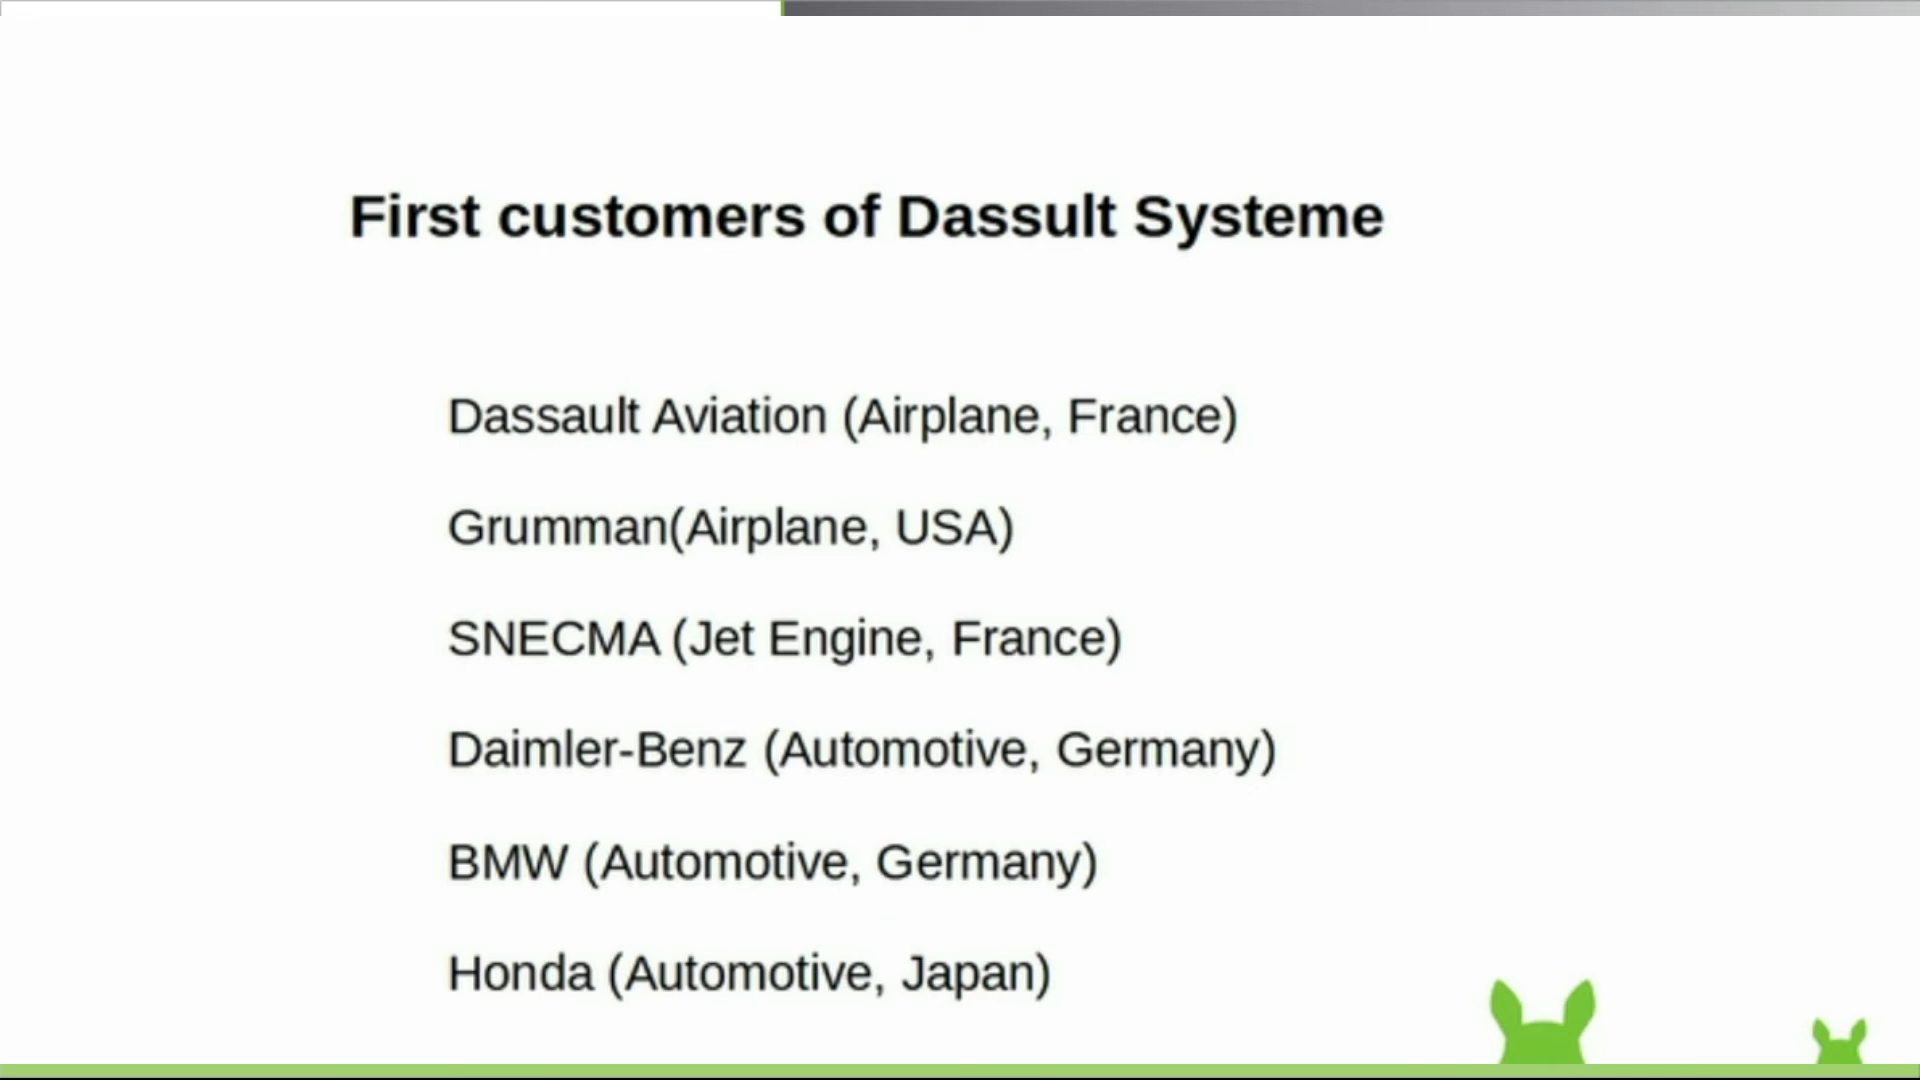 First customers of Dassult Systeme
Dassault Aviation (Airplane, France)
Grumman(Airplane, USA)
SNECMA (Jet Engine, France)
Daimler-Benz (Automotive, Germany)
BMW (Automotive, Germany)
Honda (Automotive, Japan)